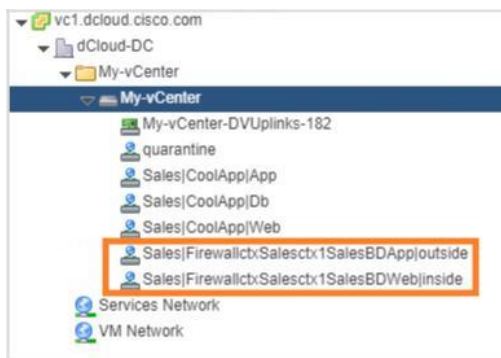 vc1.dcloud.cisco.com
dCloud-DC
My-vCenter
My-vCenter
My-vCenter-DVUplinks-182
quarantine
Sales|CoolApp|App
Sales|CoolApp|Db
Sales|CoolApp|Web
Sales|FirewallctxSalesctx1SalesBDApp|outside
Sales|FirewallctxSalesctx1SalesBDWeb|inside
Services Network
VM Network